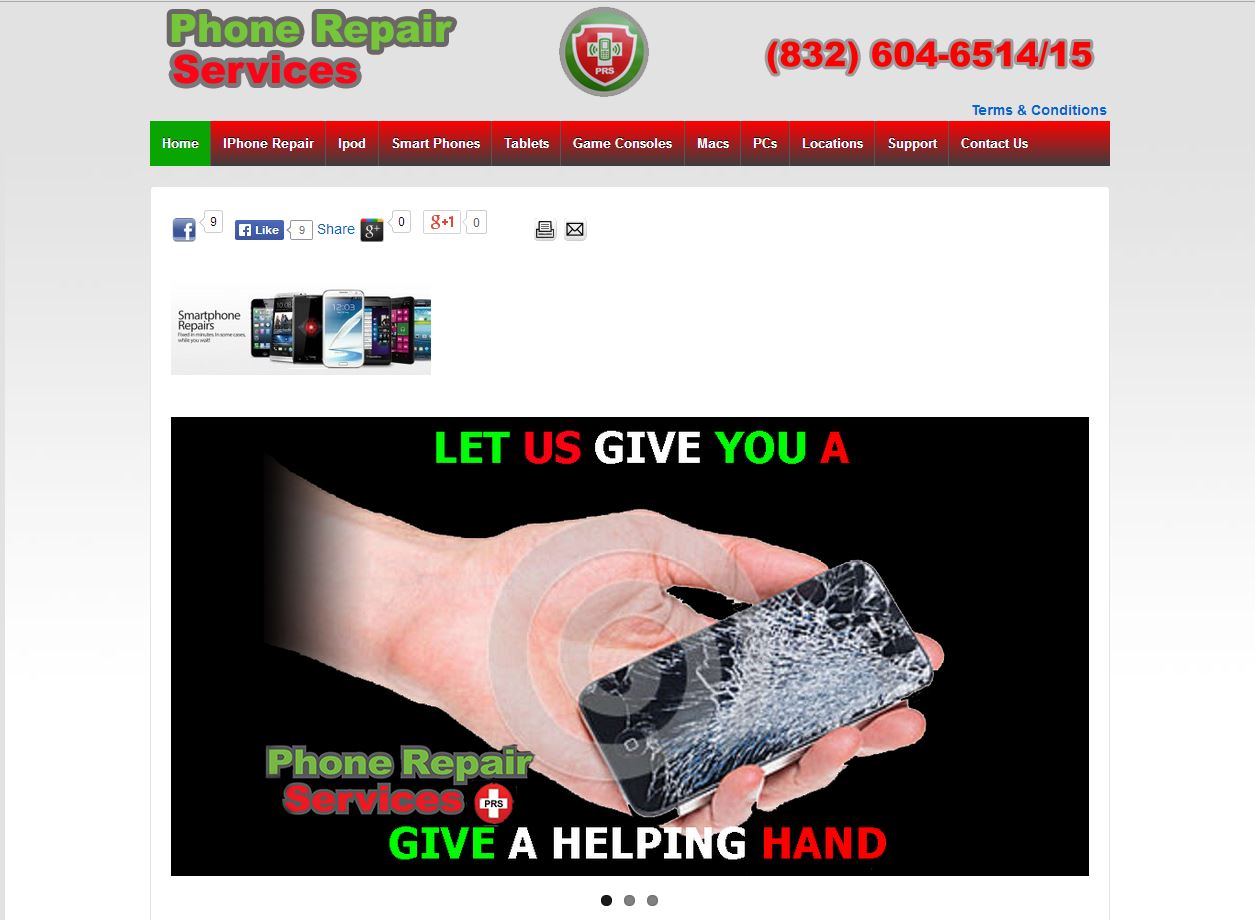 Phone Repair
Services
PRS
(832) 604-6514/15
Terms & Conditions
Home IPhone Repair Ipod Smart Phones Tablets Game Consoles Macs PCs Locations Support Contact Us
9 Like 9 Share g+ 0 g+1 0
Smartphone
Repairs
Fixed in minutes. In some cases,
while you wait!
12:03
LET US GIVE YOU A
Phone Repair
Services PRS
GIVE A HELPING HAND